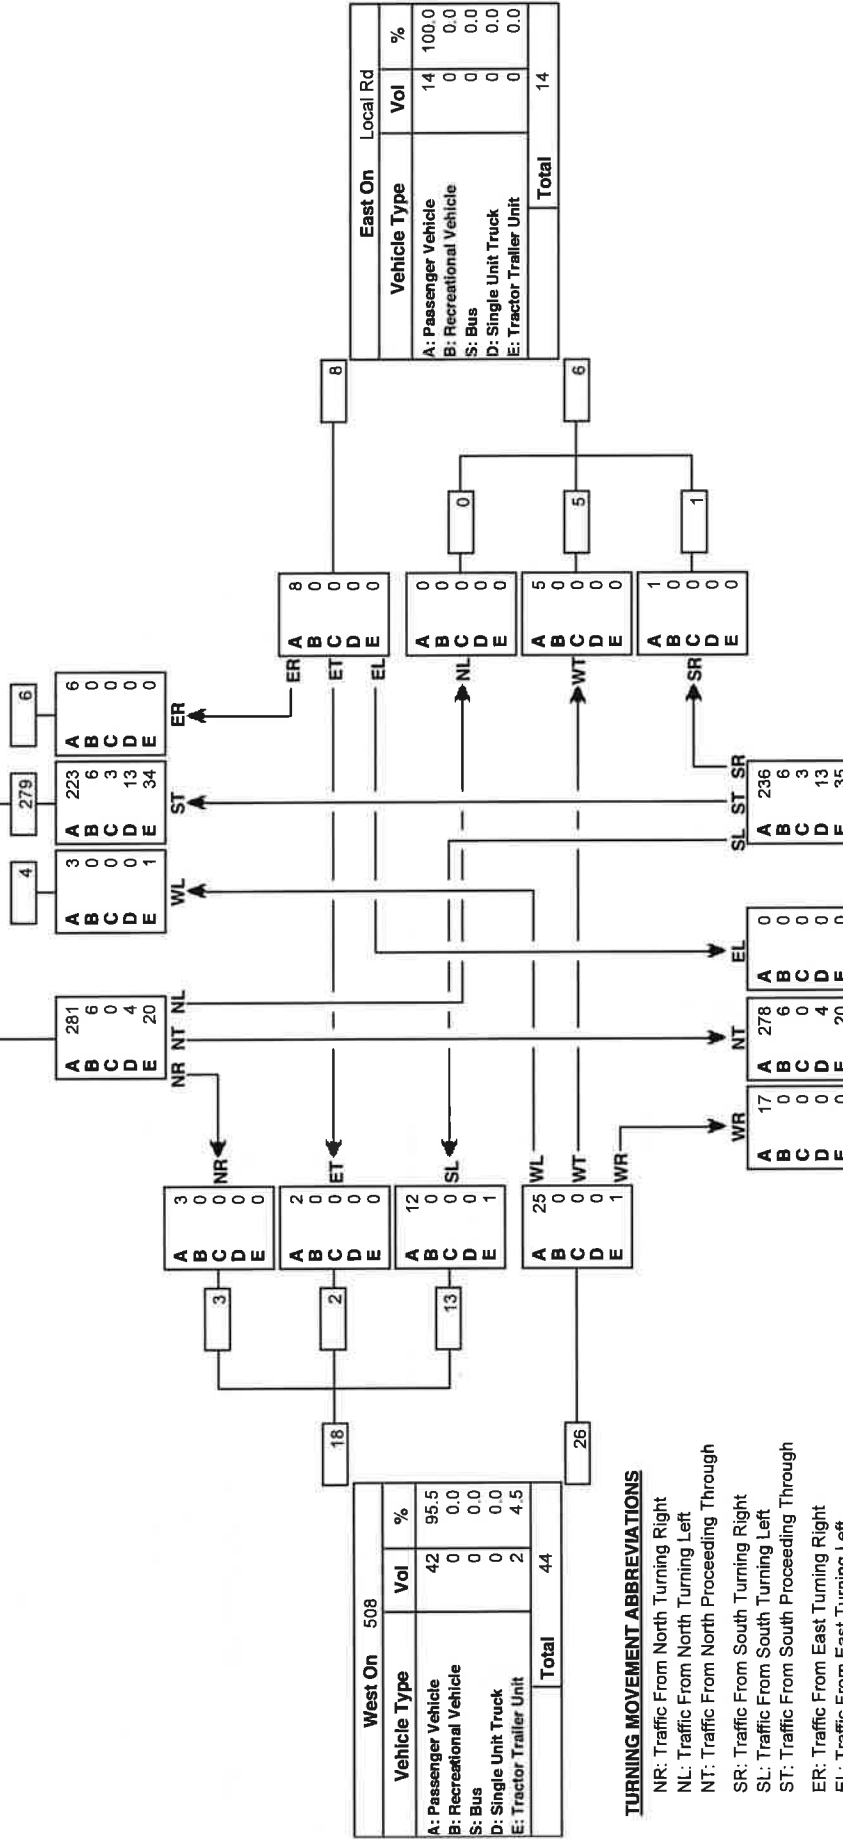 West On 508
Vehicle Type Vol %
A: Passenger Vehicle 42 95.5
B: Recreational Vehicle 0 0.0
S: Bus 0 0.0
D: Single Unit Truck 0 0.0
E: Tractor Trailer Unit 2 4.5
Total 44
18
26
3
2
13
A 3
B 0
C 0
D 0
E 0
NR
A 2
B 0
C 0
D 0
E 0
ET
A 12
B 0
C 0
D 0
E 1
SL
A 25
B 0
C 0
D 0
E 1
WL
WT
WR
A 281
B 6
C 0
D 4
E 20
NR NT NL
4
A 3
B 0
C 0
D 0
E 1
WL
279
A 223
B 6
C 3
D 13
E 34
ST
6
A 6
B 0
C 0
D 0
E 0
ER
ER
ET
EL
A 8
B 0
C 0
D 0
E 0
8
NL
A 0
B 0
C 0
D 0
E 0
0
WT
A 5
B 0
C 0
D 0
E 0
5
SR
A 1
B 0
C 0
D 0
E 0
1
6
East On Local Rd
Vehicle Type Vol %
A: Passenger Vehicle 14 100.0
B: Recreational Vehicle 0 0.0
S: Bus 0 0.0
D: Single Unit Truck 0 0.0
E: Tractor Trailer Unit 0 0.0
Total 14
WR
A 17
B 0
C 0
D 0
E 0
NT
A 278
B 6
C 0
D 4
E 20
EL
A 0
B 0
C 0
D 0
E 0
SL ST SR
A 236
B 6
C 3
D 13
E 35
TURNING MOVEMENT ABBREVIATIONS
NR: Traffic From North Turning Right
NL: Traffic From North Turning Left
NT: Traffic From North Proceeding Through
SR: Traffic From South Turning Right
SL: Traffic From South Turning Left
ST: Traffic From South Proceeding Through
ER: Traffic From East Turning Right
EL: Traffic From East Turning Left